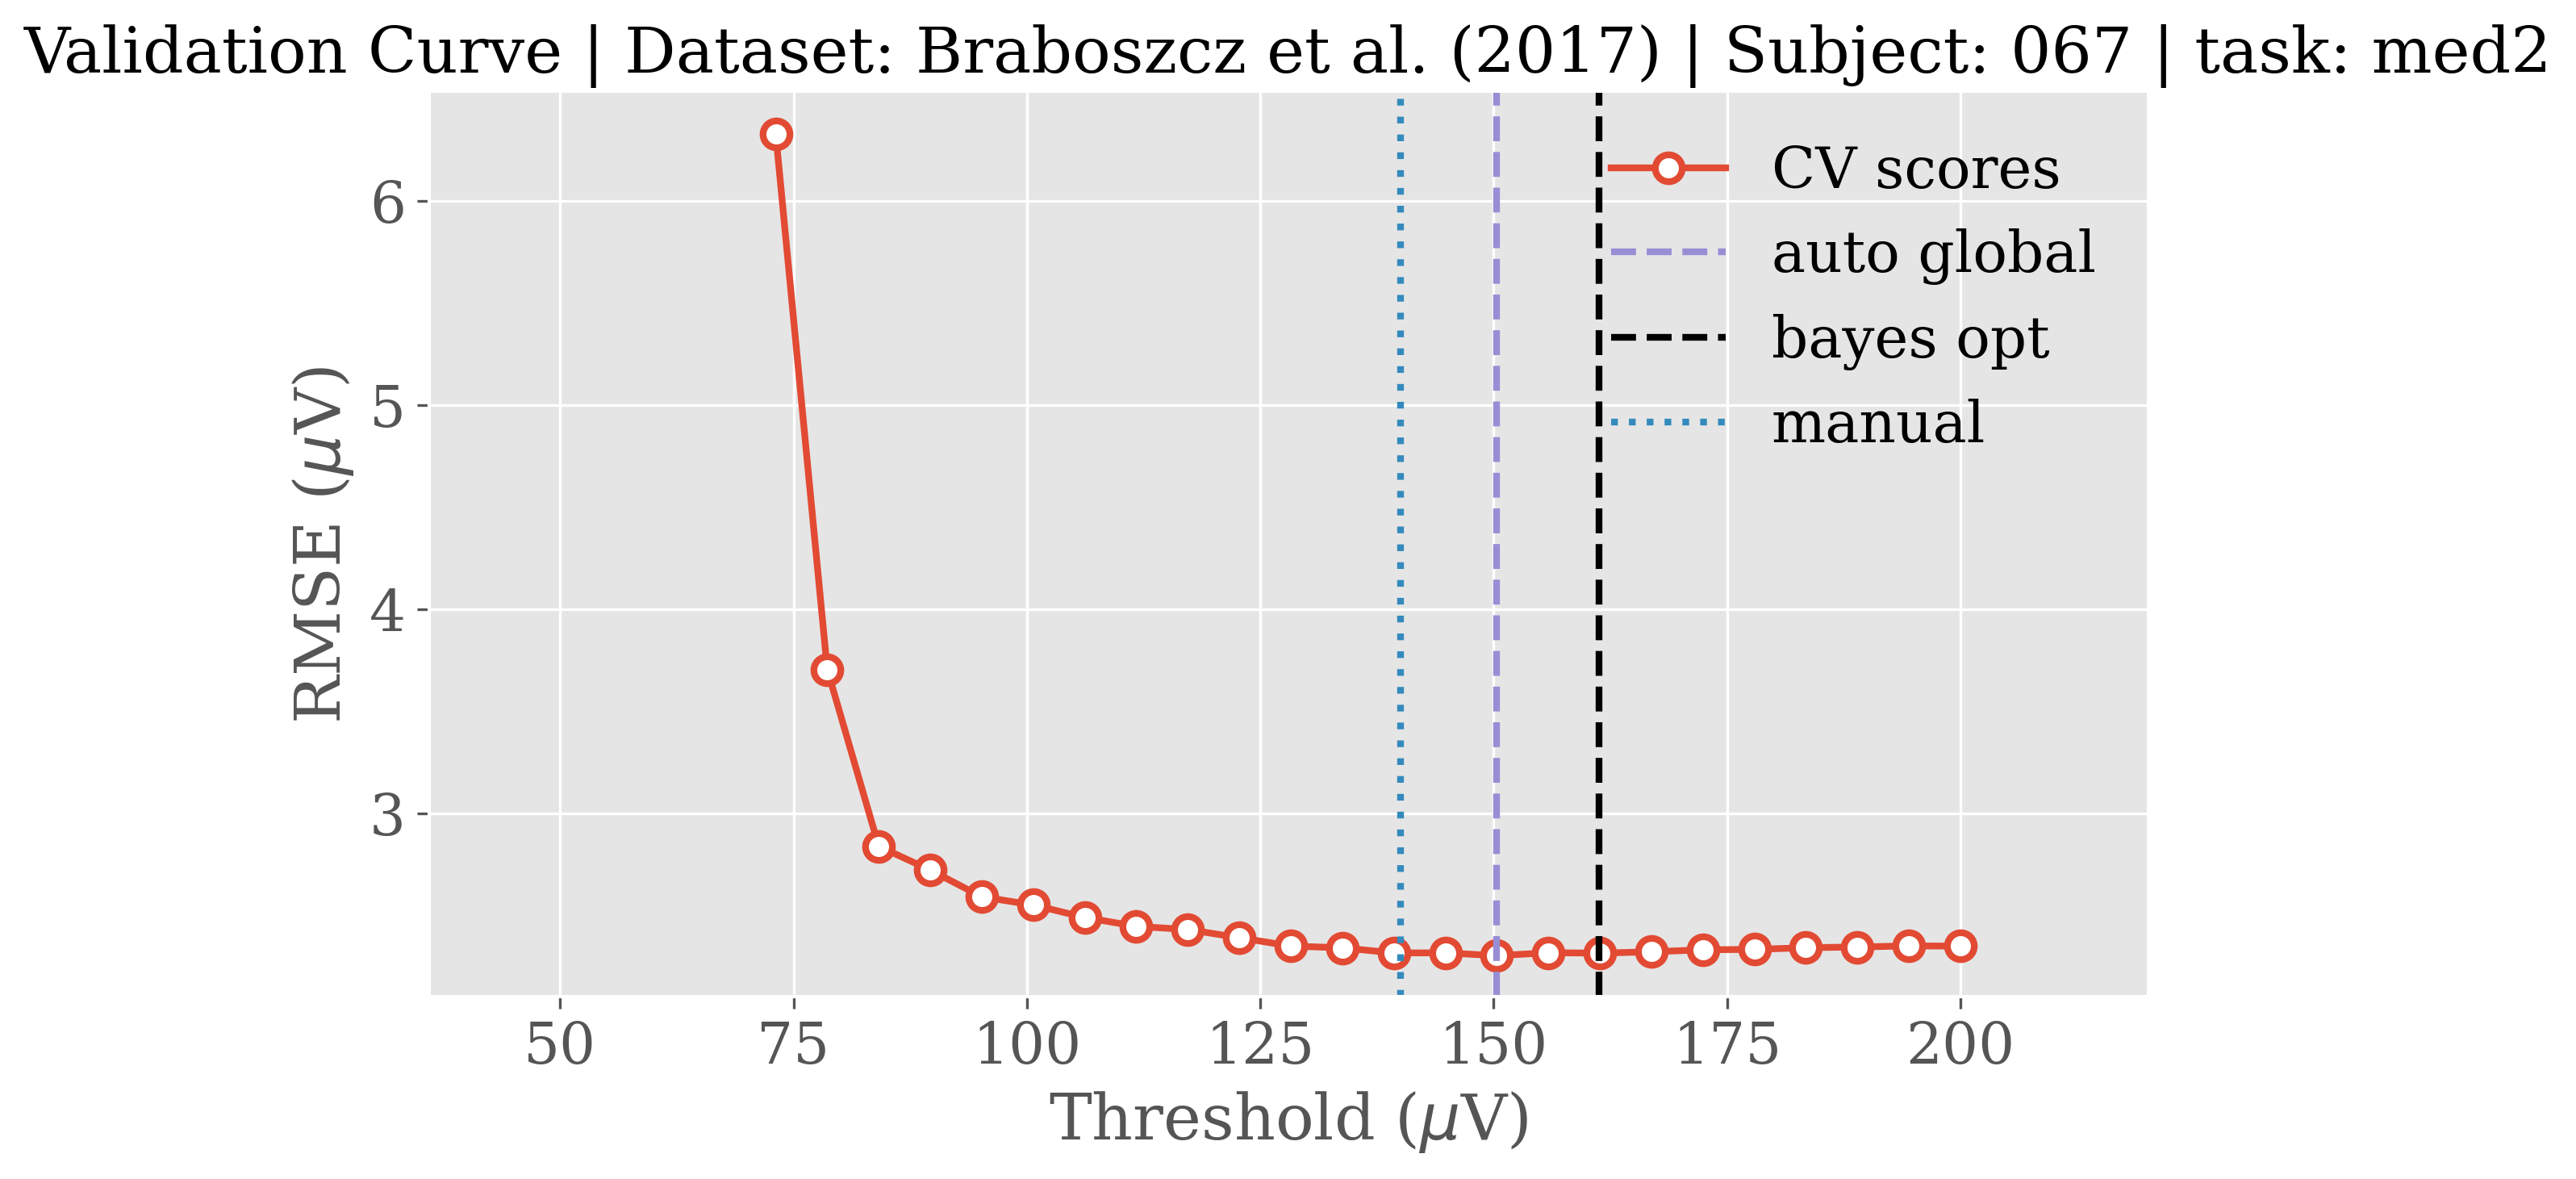 Validation Curve | Dataset: Braboszcz et al. (2017) | Subject: 067 | task: med2
CV scores
auto global
bayes opt
manual
RMSE (μV)
6
5
4
3
50 75 100 125 150 175 200
Threshold (μV)